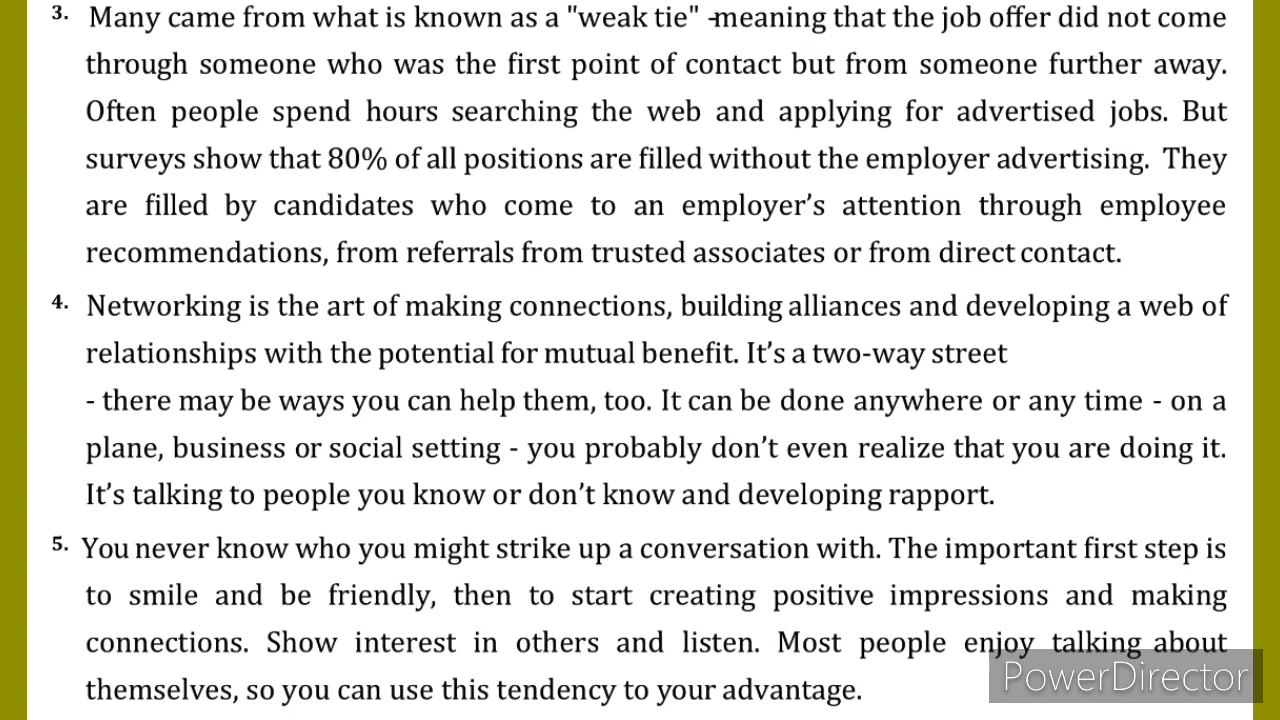 3. Many came from what is known as a "weak tie" -meaning that the job offer did not come
through someone who was the first point of contact but from someone further away.
Often people spend hours searching the web and applying for advertised jobs. But
surveys show that 80% of all positions are filled without the employer advertising. They
are filled by candidates who come to an employer’s attention through employee
recommendations, from referrals from trusted associates or from direct contact.
4. Networking is the art of making connections, building alliances and developing a web of
relationships with the potential for mutual benefit. It’s a two-way street
- there may be ways you can help them, too. It can be done anywhere or any time - on a
plane, business or social setting - you probably don’t even realize that you are doing it.
It’s talking to people you know or don’t know and developing rapport.
5. You never know who you might strike up a conversation with. The important first step is
to smile and be friendly, then to start creating positive impressions and making
connections. Show interest in others and listen. Most people enjoy talking about
themselves, so you can use this tendency to your advantage.
PowerDirector